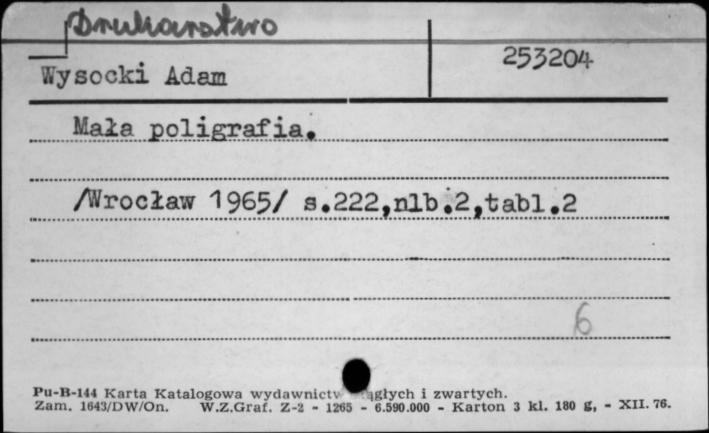 Drukarstwo
253204
Wysocki Adam
Mała poligrafia.
/Wrocław 1965/ s.222,nlb.2,tabl.2
6
Pu-B-144 Karta Katalogowa wydawnictw ągłych i zwartych.
Zam. 1643/DW/On. W.Z.Graf. Z-2 - 1265 - 6.590.000 - Karton 3 kl. 180 g, - XII. 76.